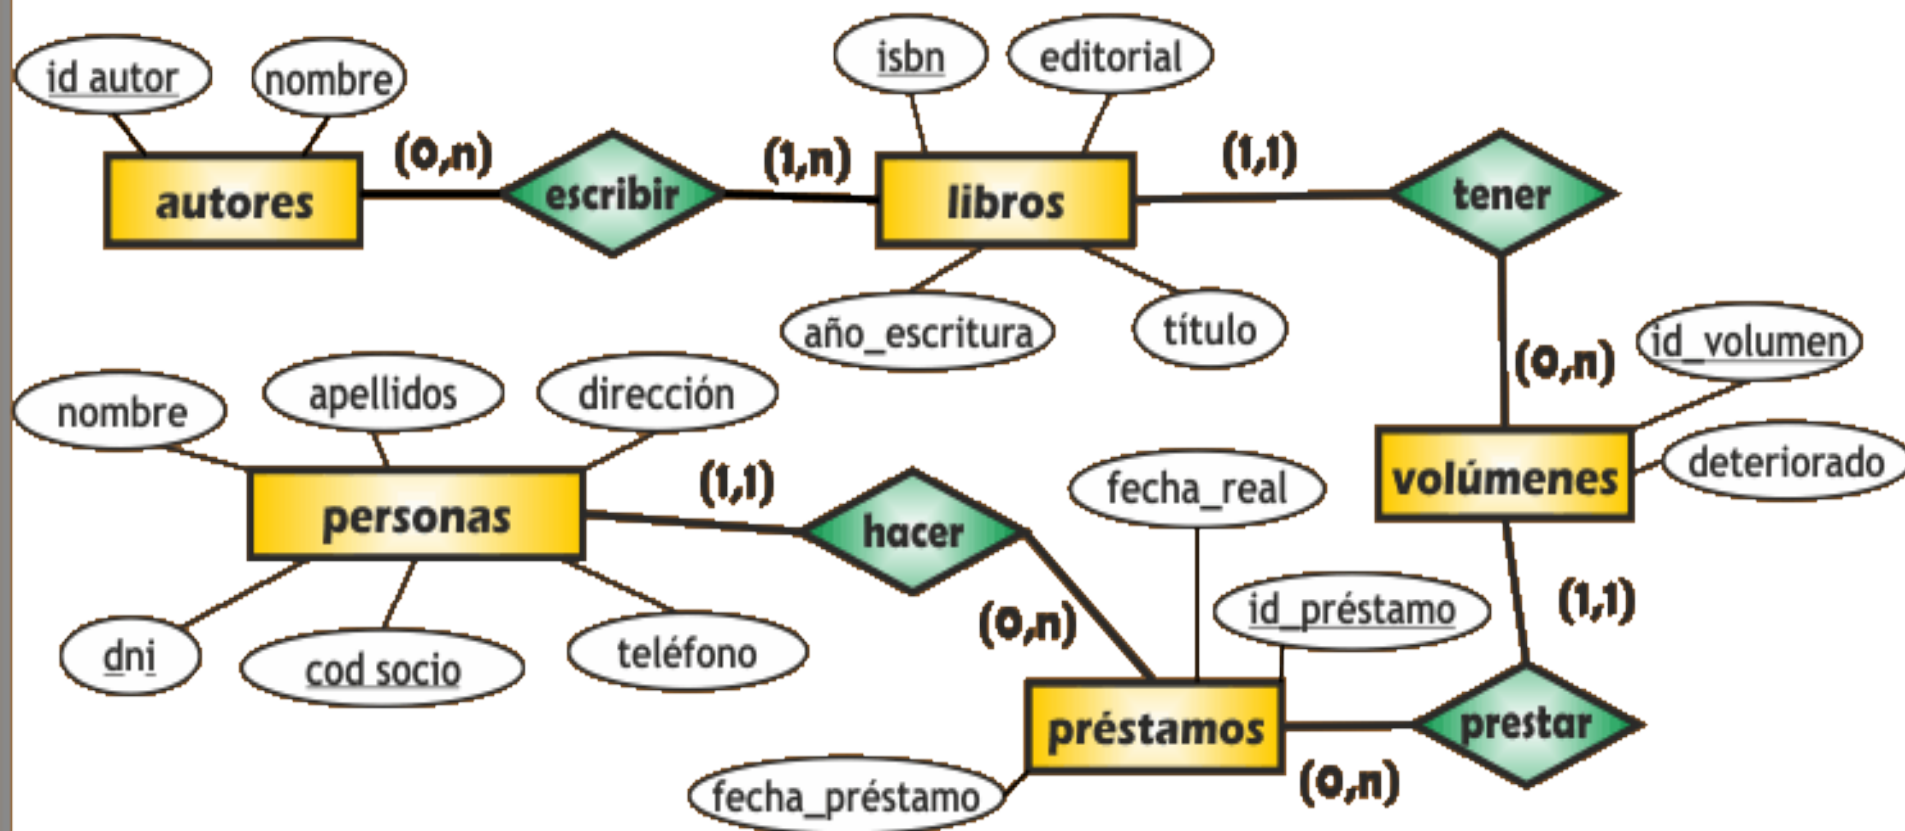 isbn
editorial
id autor
nombre
(0,n)
(1,n)
(1,1)
autores
escribir
libros
tener
año_escritura
título
(0,n)
id_volumen
nombre
apellidos
dirección
(1,1)
fecha_real
volúmenes
deteriorado
personas
hacer
(0,n)
id_préstamo
(1,1)
dni
cod socio
teléfono
préstamos
prestar
fecha_préstamo
(0,n)